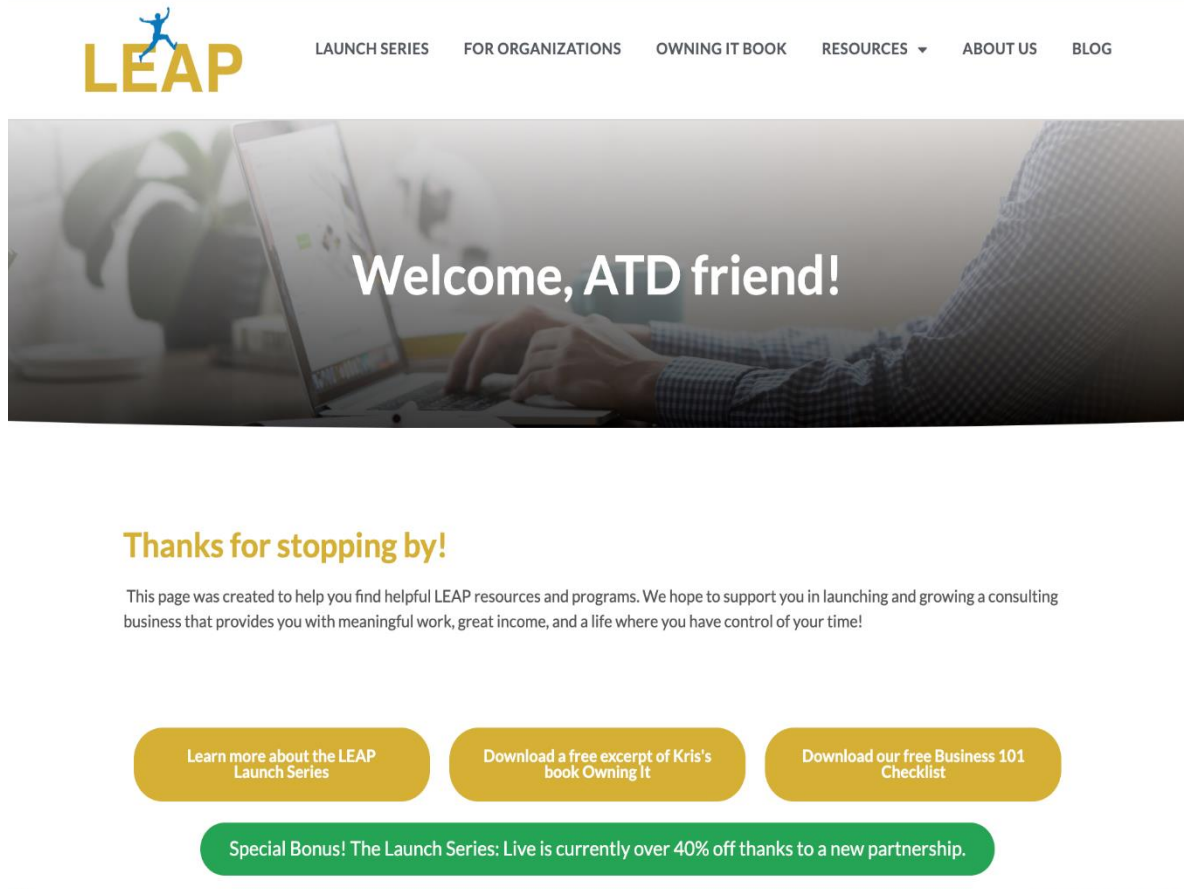 LEAP
LAUNCH SERIES FOR ORGANIZATIONS OWNING IT BOOK RESOURCES ABOUT US BLOG
Welcome, ATD friend!
Thanks for stopping by!
This page was created to help you find helpful LEAP resources and programs. We hope to support you in launching and growing a consulting
business that provides you with meaningful work, great income, and a life where you have control of your time!
Learn more about the LEAP
Launch Series
Download a free excerpt of Kris's
book Owning It
Download our free Business 101
Checklist
Special Bonus! The Launch Series: Live is currently over 40% off thanks to a new partnership.